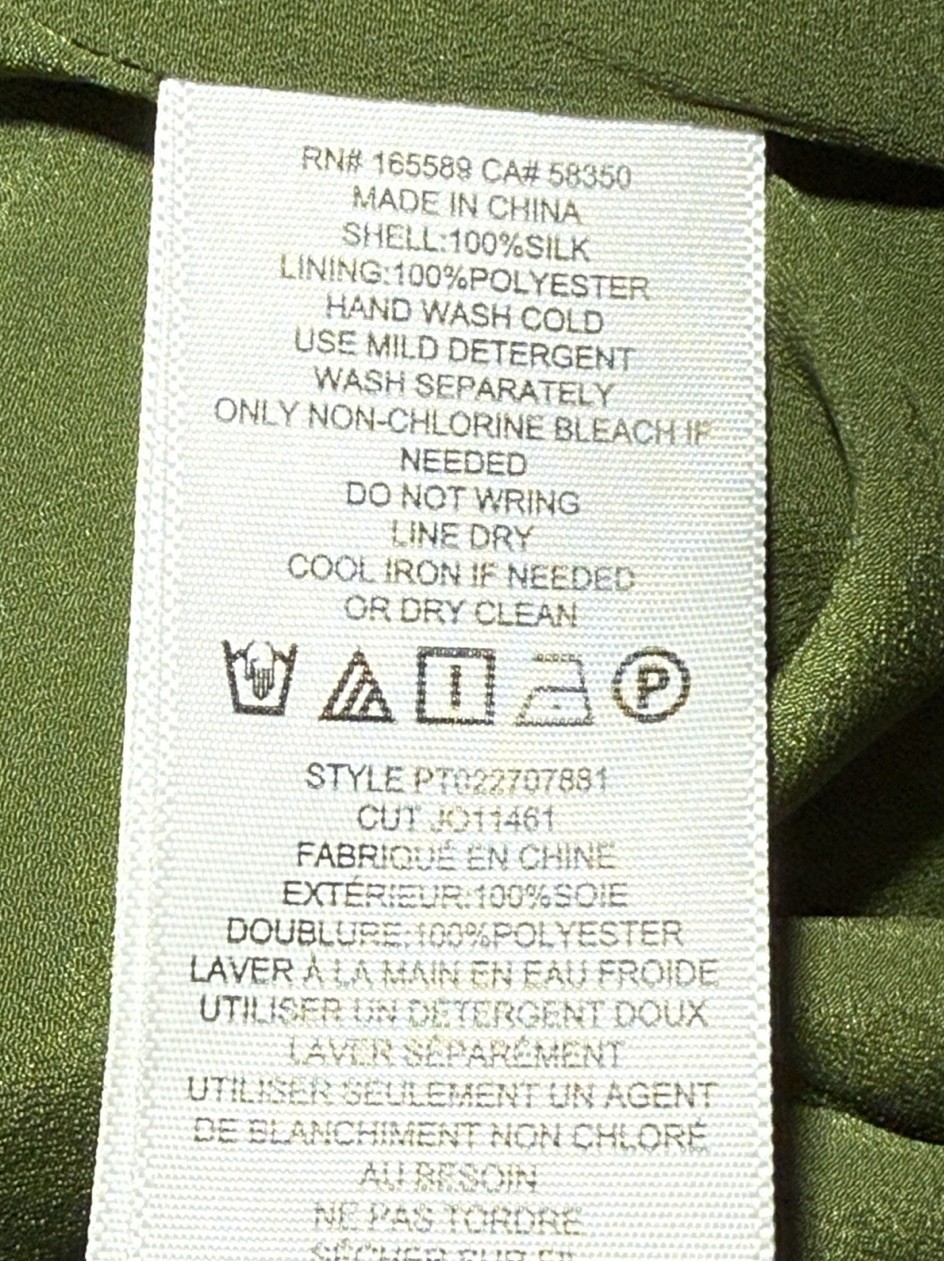 RN# 165589 CA# 58350
MADE IN CHINA
SHELL:100%SILK
LINING:100%POLYESTER
HAND WASH COLD
USE MILD DETERGENT
WASH SEPARATELY
ONLY NON-CHLORINE BLEACH IF
NEEDED
DO NOT WRING
LINE DRY
COOL IRON IF NEEDED
OR DRY CLEAN
P
STYLE PT022707881
CUT JO11461
FABRIQUÉ EN CHINE
EXTÉRIEUR:100%SOIE
DOUBLURE:100%POLYESTER
LAVER À LA MAIN EN EAU FROIDE
UTILISER UN DÉTERGENT DOUX
LAVER SÉPARÉMENT
UTILISER SEULEMENT UN AGENT
DE BLANCHIMENT NON CHLORÉ
AU BESOIN
NE PAS TORDRE
SÉCHER SUR FIL